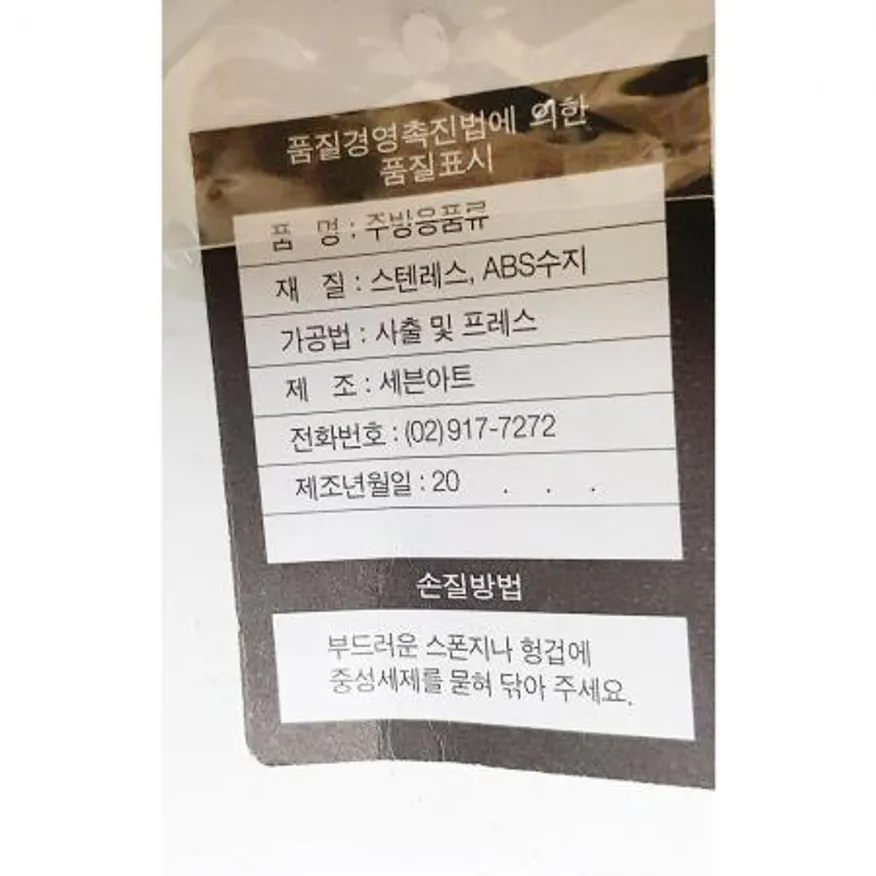 품질경영촉진법에 의한
품질표시
품 명 : 주방용품류
재 질 : 스텐레스, ABS수지
가공법 : 사출 및 프레스
제 조 : 세븐아트
전화번호 : (02)917-7272
제조년월일 : 20 . . .
손질방법
부드러운 스폰지나 헝겁에
중성세제를 묻혀 닦아 주세요.